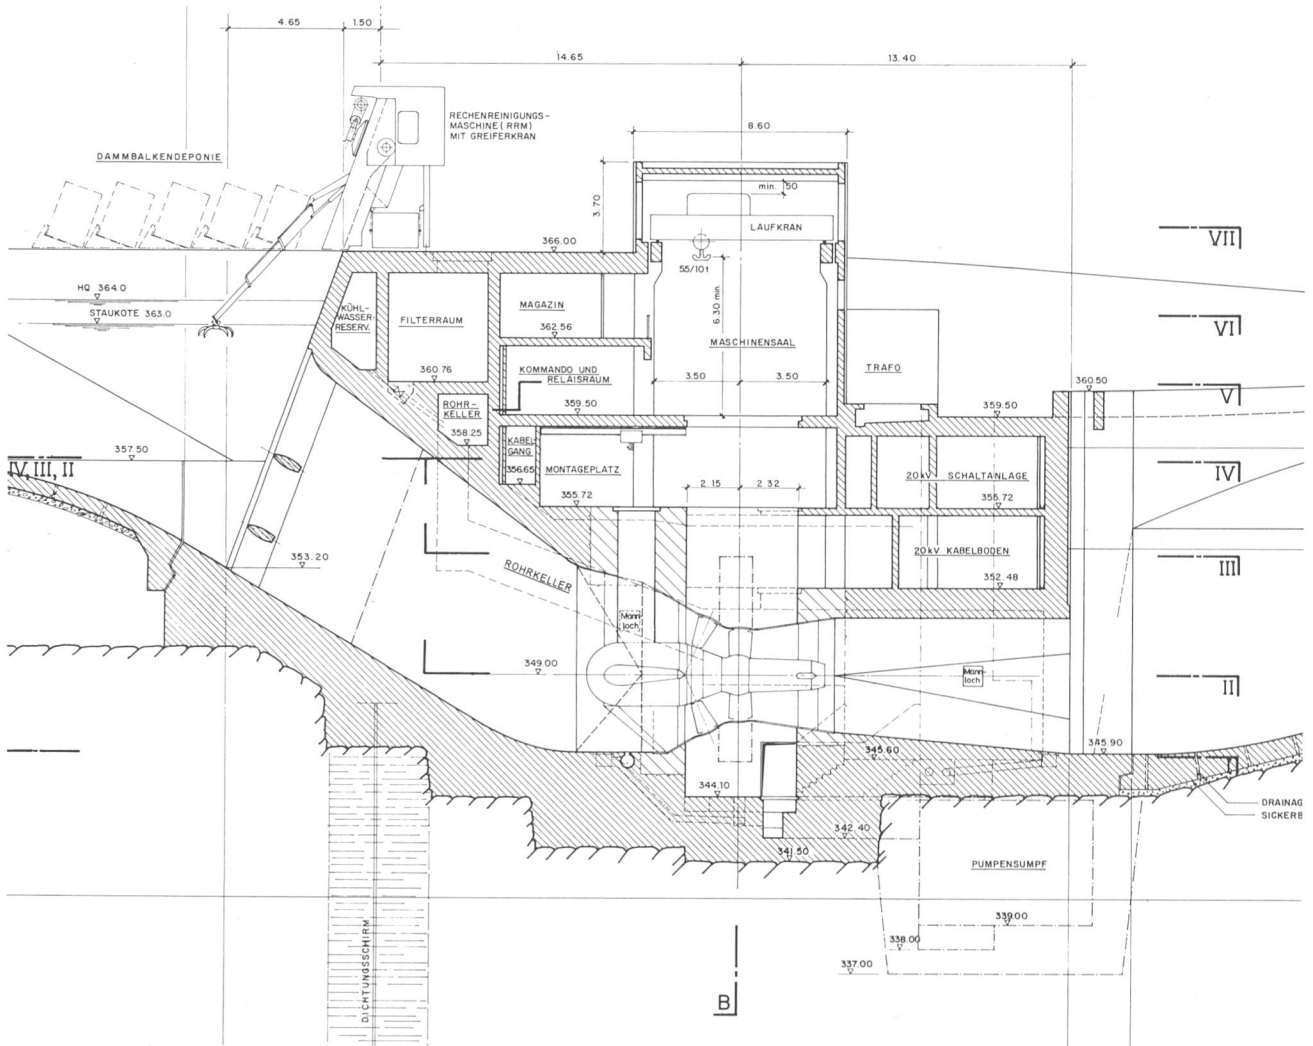 4.65
1.50
14.65
13.40
RECHENREINIGUNGS-
MASCHINE (RRM)
MIT GREIFERKRAN
8.60
DAMMBALKENDEPONIE
min. 50
3.70
LAUFKRAN
VII
366.00
55/10t
HQ 364.0
STAUKOTE 363.0
KÜHL-
WASSER-
RESERV.
FILTERRAUM
MAGAZIN
362.56
6.30 min.
MASCHINENSAAL
VI
TRAFO
360.76
KOMMANDO UND
RELAISRAUM
3.50
3.50
360.50
V
ROHR-
KELLER
358.25
359.50
359.50
357.50
IV, III, II
KABEL-
GANG
356.65
MONTAGEPLATZ
20kV SCHALTANLAGE
IV
2.15
2.32
355.72
355.72
353.20
ROHRKELLER
20kV KABELBODEN
352.48
III
Mann-
loch
349.00
Mann-
loch
II
345.60
345.90
I
344.10
DRAINAG
SICKERB
342.40
341.50
PUMPENSUMPF
DICHTUNGSSCHIRM
339.00
338.00
337.00
B